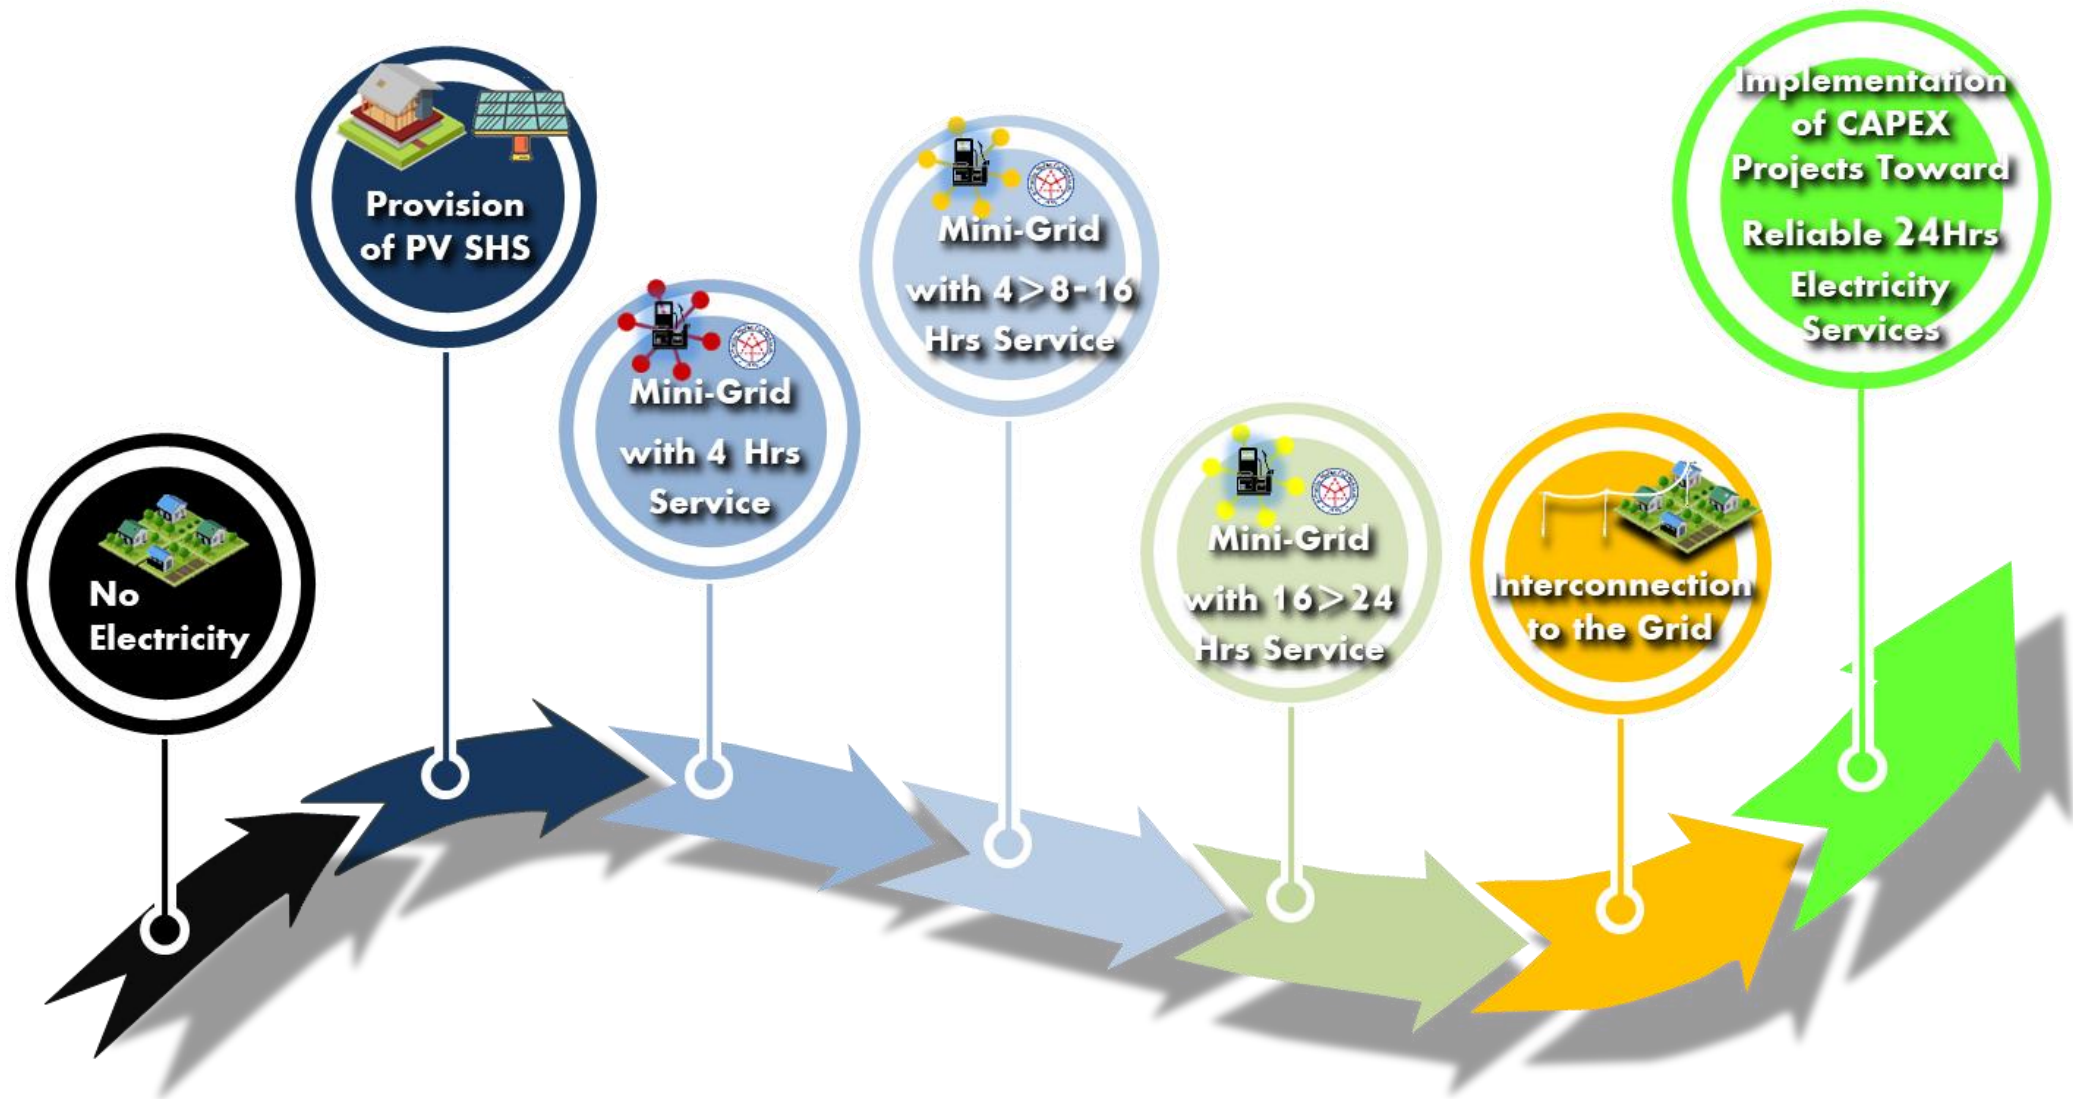 No
Electricity
Provision
of PV SHS
Mini-Grid
with 4 Hrs
Service
Mini-Grid
with 4>8-16
Hrs Service
Mini-Grid
with 16>24
Hrs Service
Interconnection
to the Grid
Implementation
of CAPEX
Projects Toward
Reliable 24Hrs
Electricity
Services